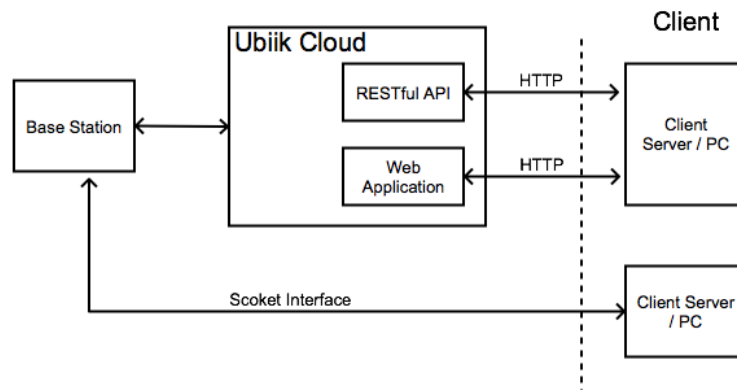 Client
Ubiik Cloud
RESTful API
HTTP
Base Station
Client
Server / PC
Web
Application
HTTP
Scoket Interface
Client Server
/ PC